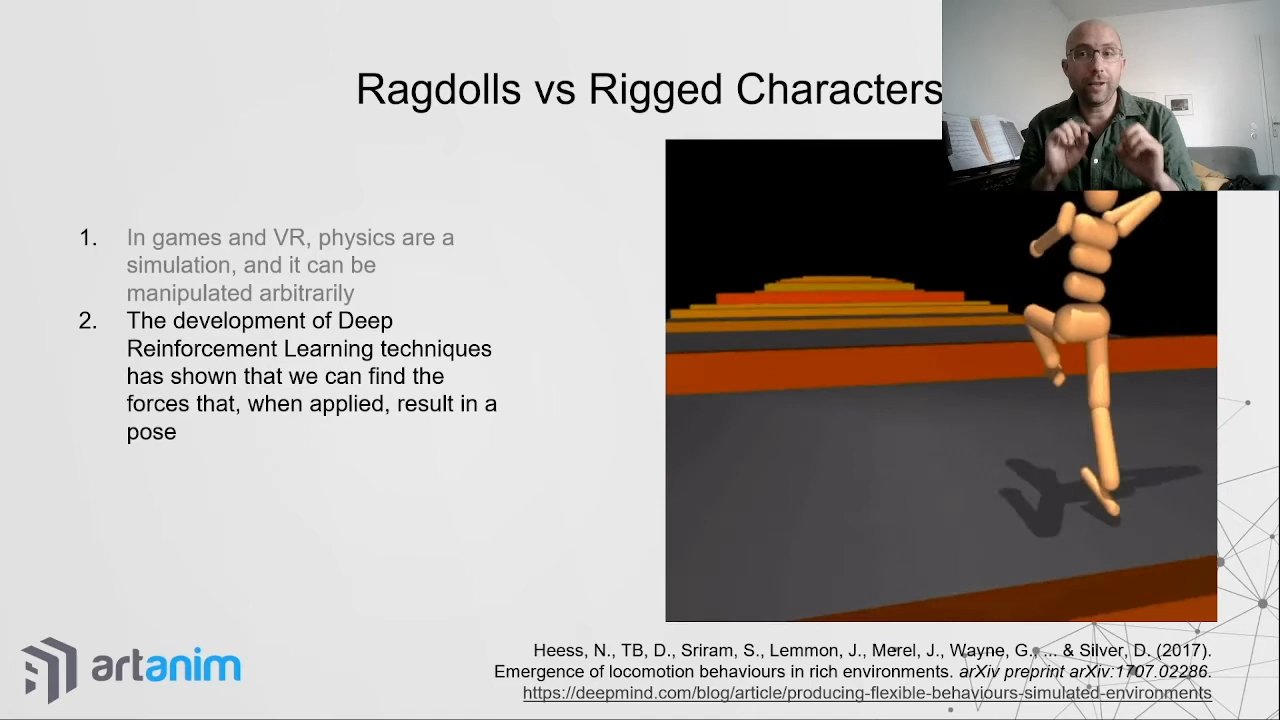 Ragdolls vs Rigged Characters
1. In games and VR, physics are a
simulation, and it can be
manipulated arbitrarily
2. The development of Deep
Reinforcement Learning techniques
has shown that we can find the
forces that, when applied, result in a
pose
artanim
Heess, N., TB, D., Sriram, S., Lemmon, J., Merel, J., Wayne, G., ... & Silver, D. (2017).
Emergence of locomotion behaviours in rich environments. arXiv preprint arXiv:1707.02286.
https://deepmind.com/blog/article/producing-flexible-behaviours-simulated-environments